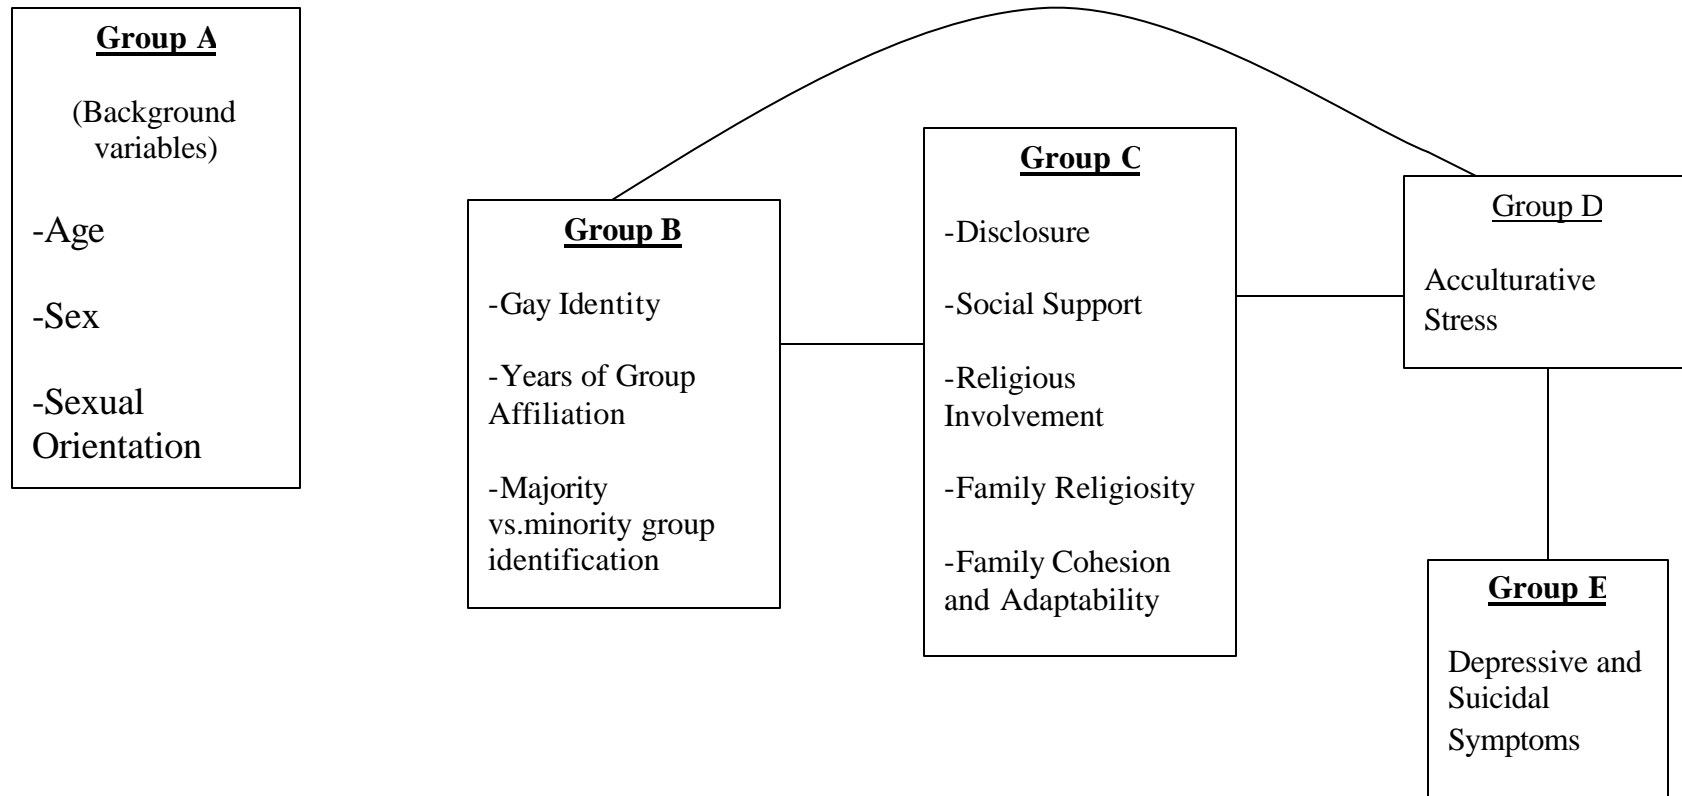 Group A
(Background
variables)
-Age
-Sex
-Sexual
Orientation
Group B
-Gay Identity
-Years of Group
Affiliation
-Majority
vs.minority group
identification
Group C
-Disclosure
-Social Support
-Religious
Involvement
-Family Religiosity
-Family Cohesion
and Adaptability
Group D
Acculturative
Stress
Group E
Depressive and
Suicidal
Symptoms